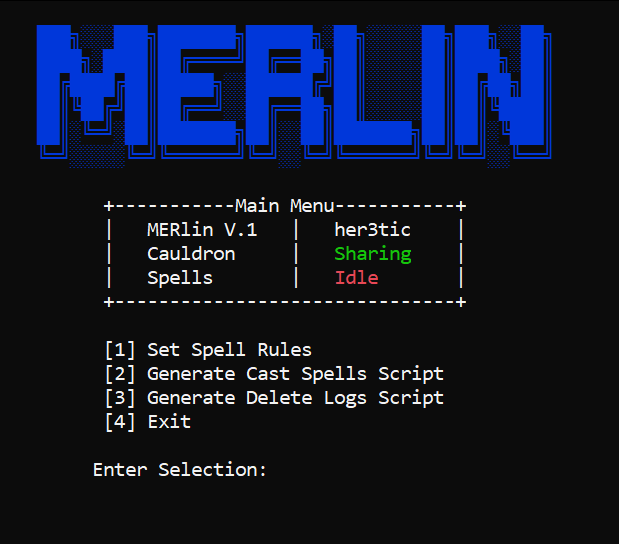 MERLIN
+-----------Main Menu-----------+
| MERlin V.1 | her3tic |
| Cauldron | Sharing |
| Spells | Idle |
+-------------------------------+
[1] Set Spell Rules
[2] Generate Cast Spells Script
[3] Generate Delete Logs Script
[4] Exit
Enter Selection: